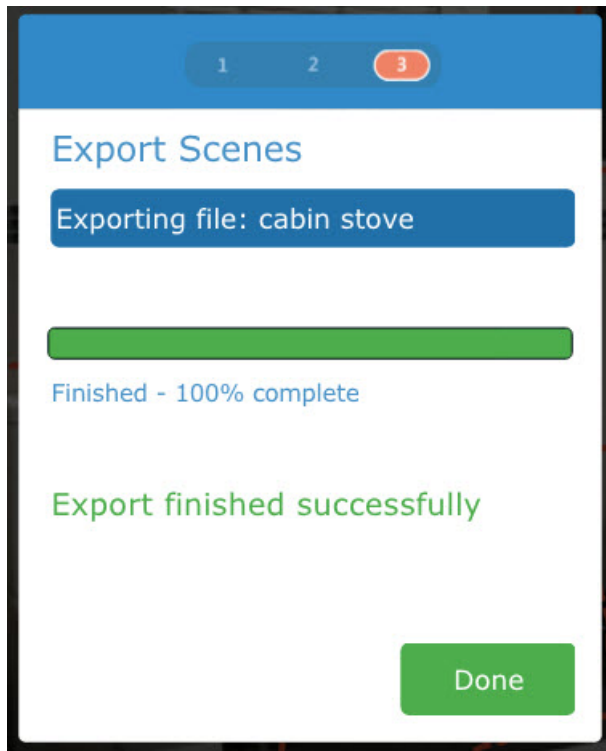 1 2 3
Export Scenes
Exporting file: cabin stove
Finished - 100% complete
Export finished successfully
Done